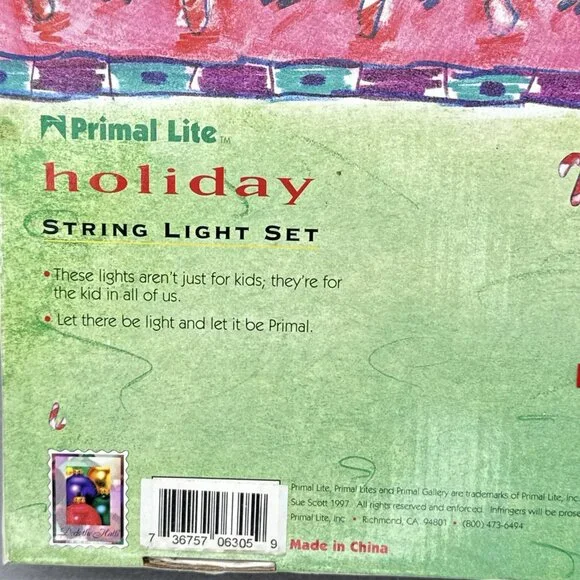 Primal Lite™
holiday
STRING LIGHT SET
• These lights aren't just for kids; they're for
the kid in all of us.
• Let there be light and let it be Primal.
Primal Lite, Primal Lites and Primal Gallery are trademarks of Primal Lite, Inc
Sue Scott 1997. All rights reserved and enforced. Infringers will be prose
Primal Lite, Inc • Richmond, CA 94801 • (800) 473-6494
7 36757 06305 9
Made in China